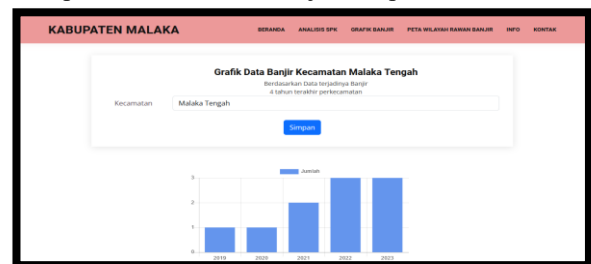 KABUPATEN MALAKA
BERANDA ANALISIS SPK GRAFIK BANJIR PETA WILAYAH RAWAN BANJIR INFO KONTAK
Grafik Data Banjir Kecamatan Malaka Tengah
Berdasarkan Data terjadinya Banjir
4 tahun terakhir perkecamatan
Kecamatan Malaka Tengah
Simpan
Jumlah
3
2
1
0
2019 2020 2021 2022 2023